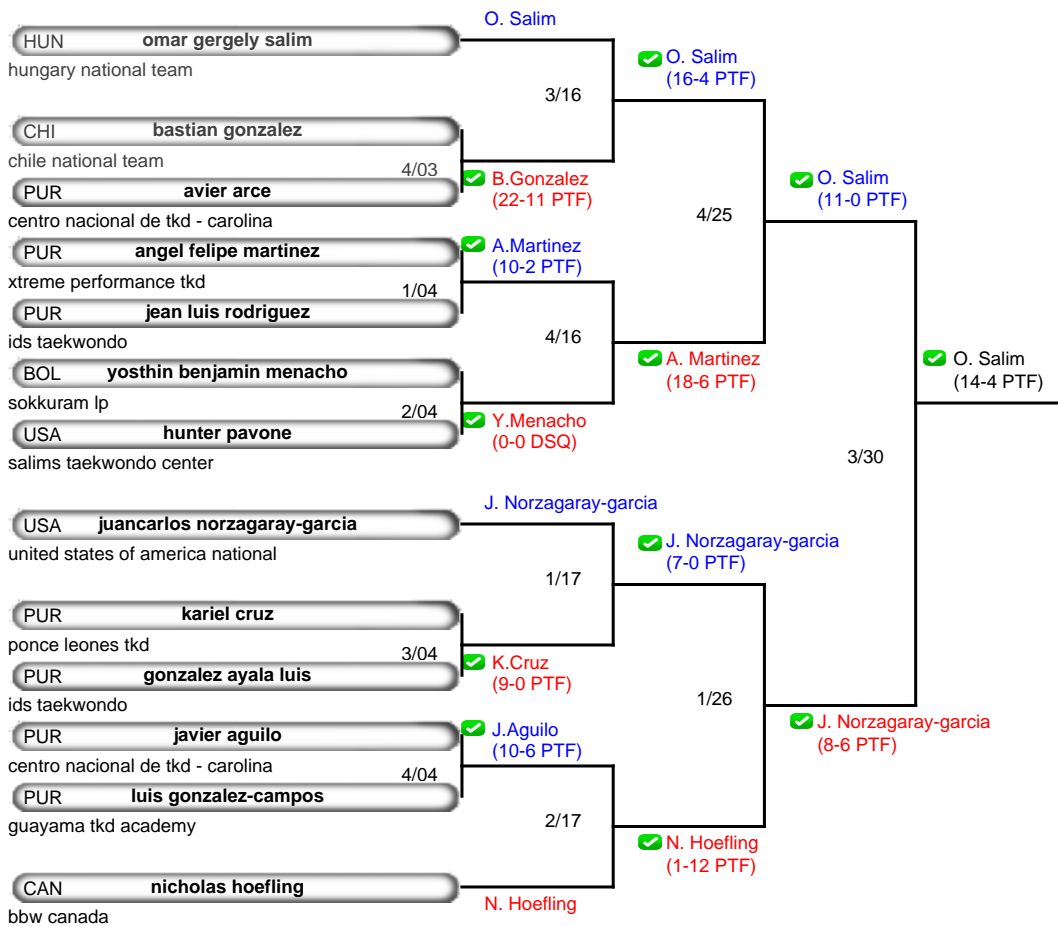 O. Salim
HUN omar gergely salim
hungary national team
O. Salim
(16-4 PTF)
3/16
CHI bastian gonzalez
chile national team
4/03
B.Gonzalez
(22-11 PTF)
PUR avier arce
centro nacional de tkd - carolina
O. Salim
(11-0 PTF)
4/25
PUR angel felipe martinez
xtreme performance tkd
A.Martinez
(10-2 PTF)
1/04
PUR jean luis rodriguez
ids taekwondo
4/16
A. Martinez
(18-6 PTF)
BOL yosthin benjamin menacho
sokkuram lp
2/04
Y.Menacho
(0-0 DSQ)
USA hunter pavone
salims taekwondo center
O. Salim
(14-4 PTF)
3/30
J. Norzagaray-garcia
USA juancarlos norzagaray-garcia
united states of america national
J. Norzagaray-garcia
(7-0 PTF)
1/17
PUR kariel cruz
ponce leones tkd
3/04
K.Cruz
(9-0 PTF)
PUR gonzalez ayala luis
ids taekwondo
1/26
J. Norzagaray-garcia
(8-6 PTF)
PUR javier aguilo
centro nacional de tkd - carolina
J.Aguilo
(10-6 PTF)
4/04
PUR luis gonzalez-campos
guayama tkd academy
2/17
N. Hoefling
(1-12 PTF)
CAN nicholas hoefling
bbw canada
N. Hoefling